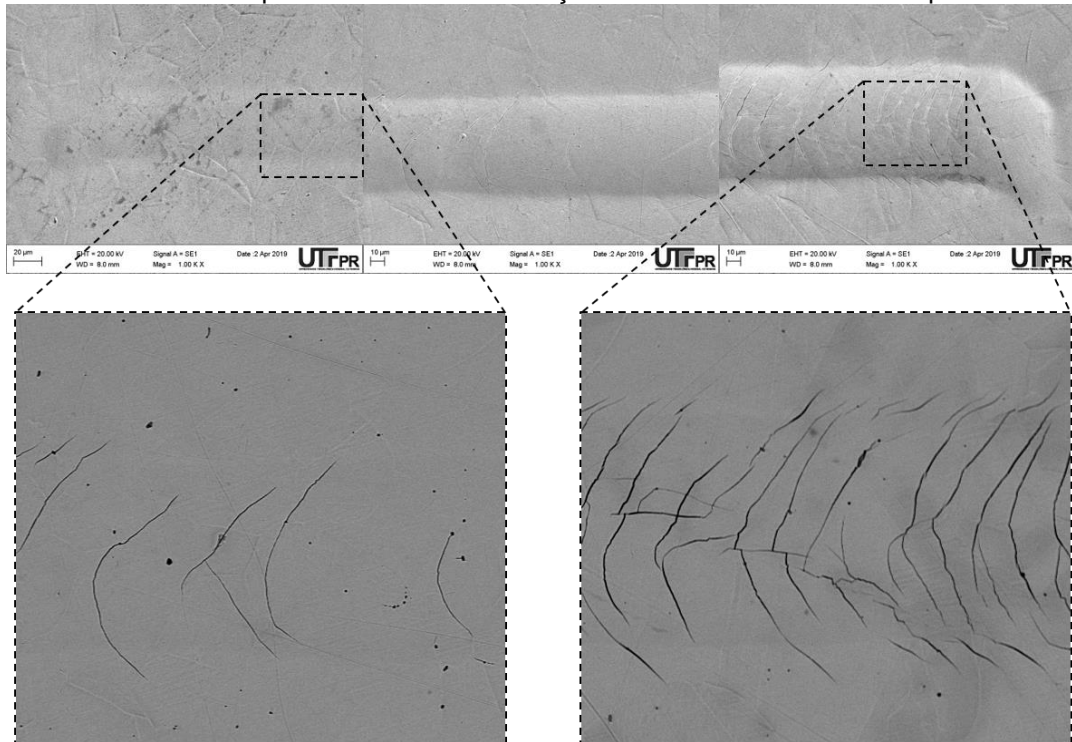 20 µm
EHT = 20.00 kV
WD = 8.0 mm
Signal A = SE1
Mag = 1.00 K X
Date :2 Apr 2019
UTFPR
10 µm
EHT = 20.00 kV
WD = 8.0 mm
Signal A = SE1
Mag = 1.00 K X
Date :2 Apr 2019
UTFPR
10 µm
EHT = 20.00 kV
WD = 8.0 mm
Signal A = SE1
Mag = 1.00 K X
Date :2 Apr 2019
UTFPR